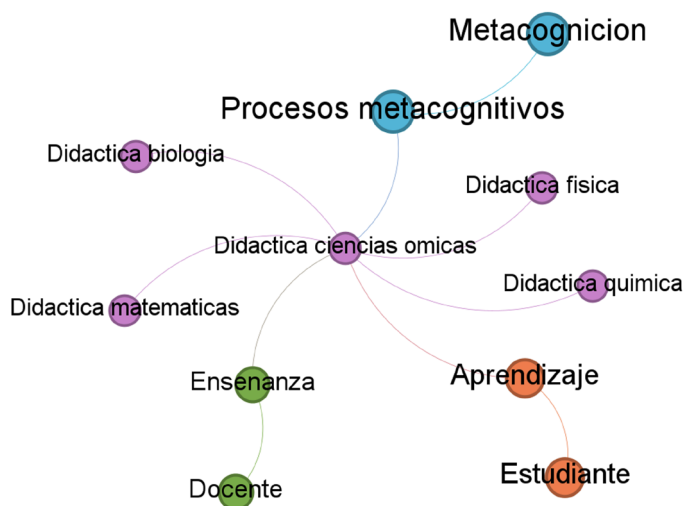 Metacognicion
Procesos metacognitivos
Didactica biologia
Didactica fisica
Didactica ciencias omicas
Didactica quimica
Didactica matematicas
Aprendizaje
Ensenanza
Estudiante
Docente